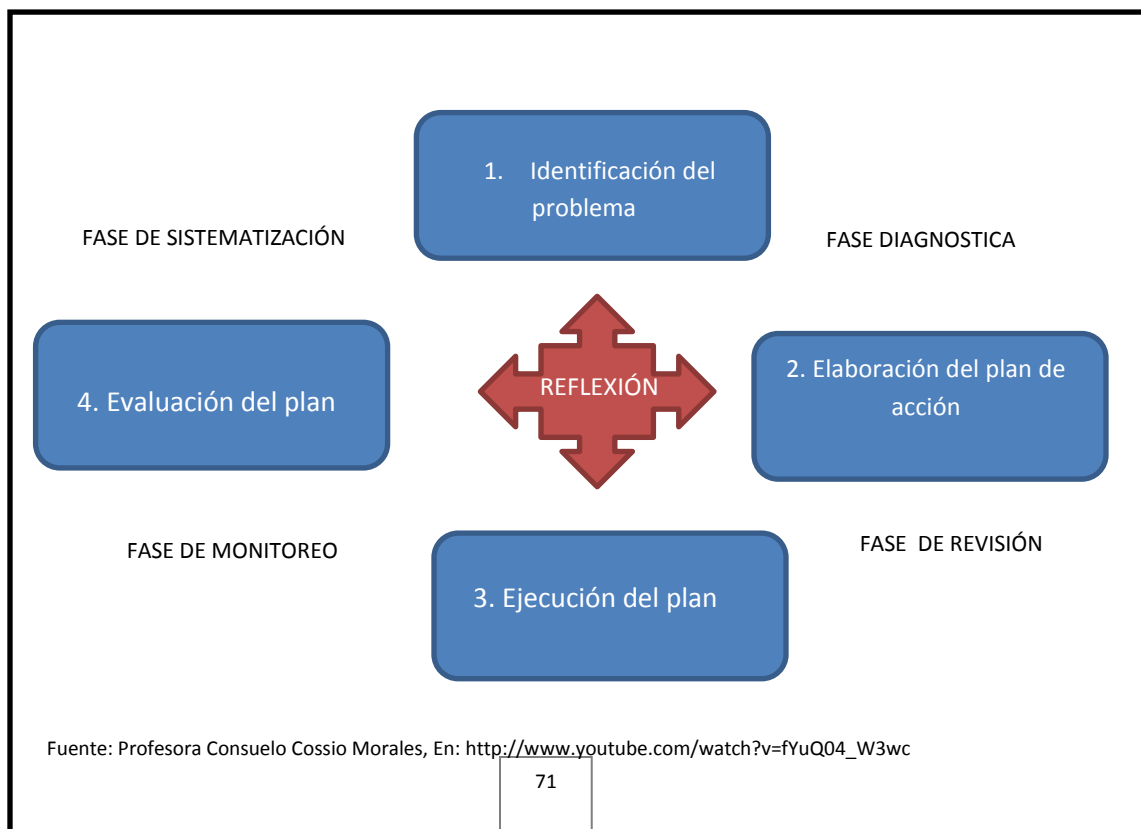 1. Identificación del
problema
FASE DE SISTEMATIZACIÓN
FASE DIAGNOSTICA
4. Evaluación del plan
REFLEXIÓN
2. Elaboración del plan de
acción
FASE DE MONITOREO
FASE DE REVISIÓN
3. Ejecución del plan
Fuente: Profesora Consuelo Cossio Morales, En: http://www.youtube.com/watch?v=fYuQ04_W3wc
71